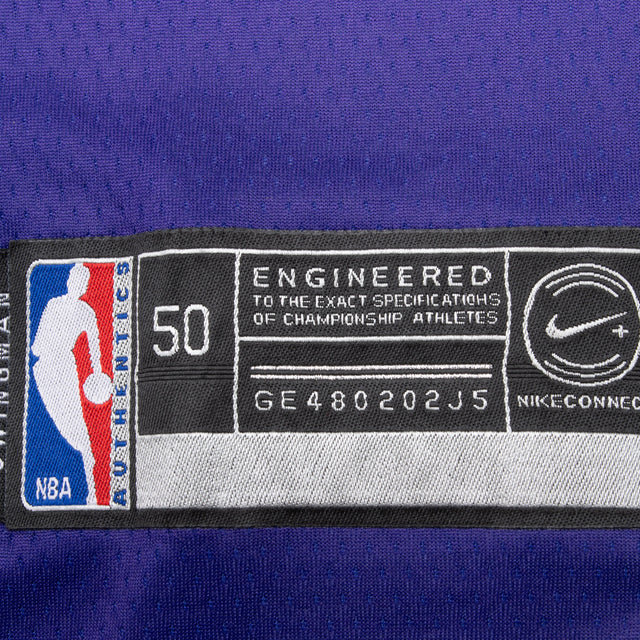 SWINGMAN
NBA
AUTHENTICS
50
ENGINEERED
TO THE EXACT SPECIFICATIONS
OF CHAMPIONSHIP ATHLETES
GE480202J5
NIKECONNEC